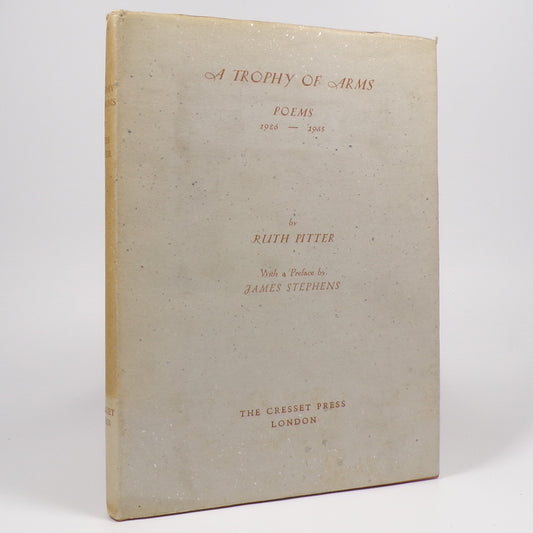 A TROPHY OF ARMS
POEMS
1926 — 1935
by
RUTH PITTER
With a Preface by
JAMES STEPHENS
THE CRESSET PRESS
LONDON